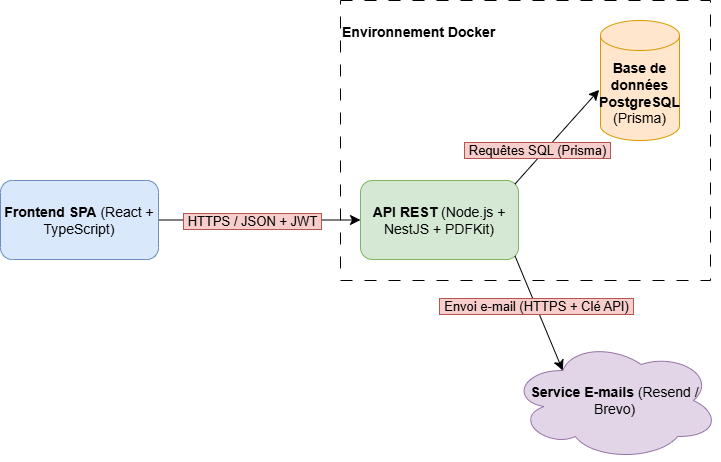 Environnement Docker
Base de
données
PostgreSQL
(Prisma)
Requêtes SQL (Prisma)
Frontend SPA (React +
TypeScript)
HTTPS / JSON + JWT
API REST (Node.js +
NestJS + PDFKit)
Envoi e-mail (HTTPS + Clé API)
Service E-mails (Resend /
Brevo)